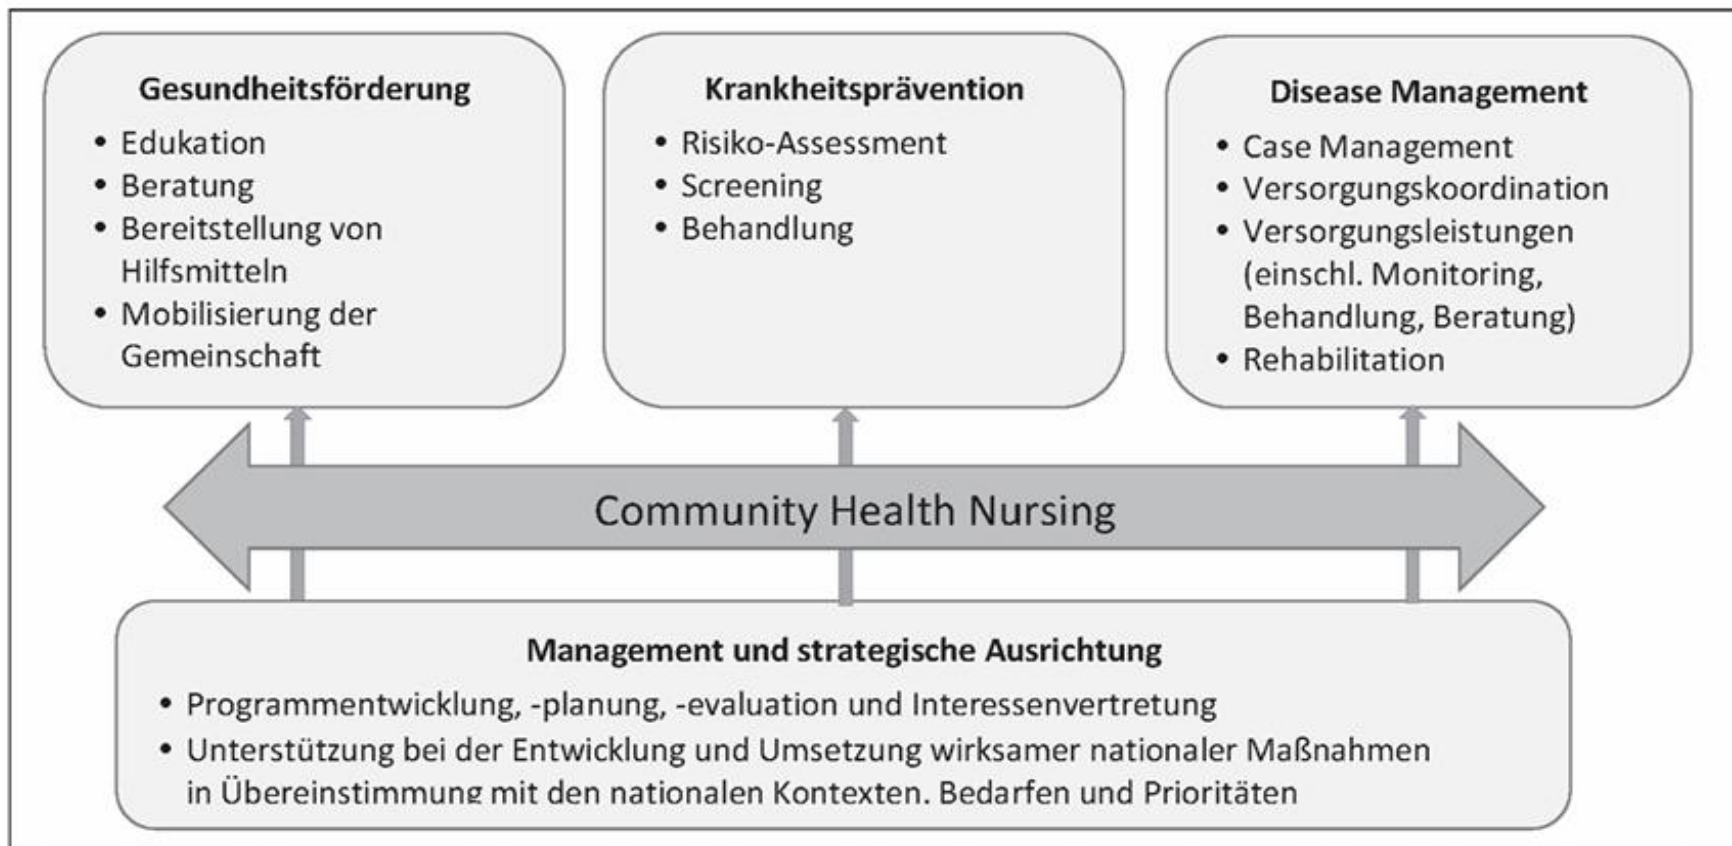 Gesundheitsförderung
• Edukation
• Beratung
• Bereitstellung von
Hilfsmitteln
• Mobilisierung der
Gemeinschaft
Krankheitsprävention
• Risiko-Assessment
• Screening
• Behandlung
Disease Management
• Case Management
• Versorgungskoordination
• Versorgungsleistungen
(einschl. Monitoring,
Behandlung, Beratung)
• Rehabilitation
Community Health Nursing
Management und strategische Ausrichtung
• Programmentwicklung, -planung, -evaluation und Interessenvertretung
• Unterstützung bei der Entwicklung und Umsetzung wirksamer nationaler Maßnahmen
in Übereinstimmung mit den nationalen Kontexten. Bedarfen und Prioritäten